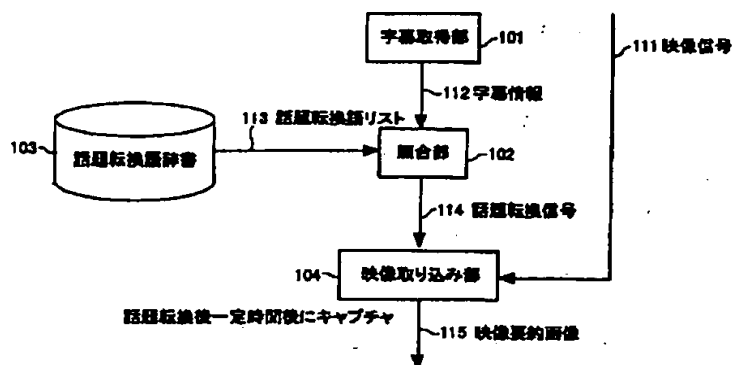 字幕取得部 101
111 映像信号
112 字幕情報
113 話題転換語リスト
103 話題転換語辞書
照合部 102
114 話題転換信号
104 映像取り込み部
話題転換後一定時間後にキャプチャ
115 映像要約画像